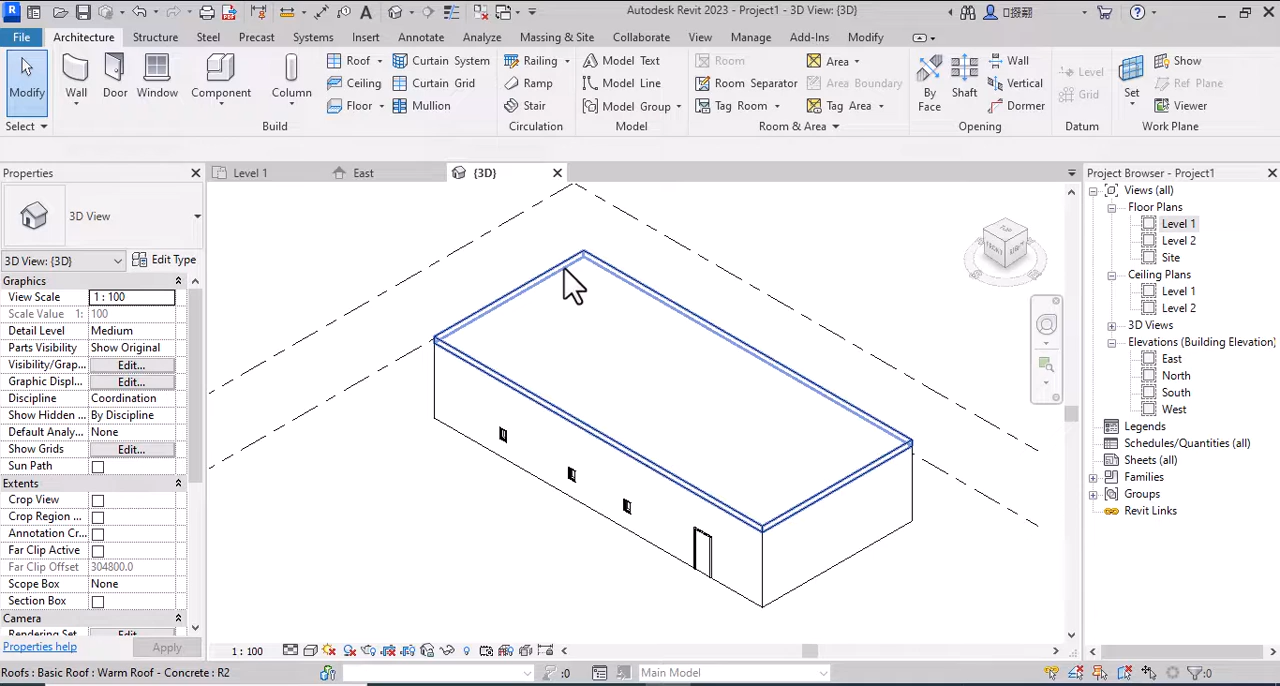 Autodesk Revit 2023 - Project1 - 3D View: {3D}
File Architecture Structure Steel Precast Systems Insert Annotate Analyze Massing & Site Collaborate View Manage Add-Ins Modify
Modify
Select
Wall
Door
Window
Component
Column
Roof
Ceiling
Floor
Curtain System
Curtain Grid
Mullion
Build
Railing
Ramp
Stair
Circulation
Model Text
Model Line
Model Group
Model
Room
Room Separator
Tag Room
Area
Area Boundary
Tag Area
Room & Area
By
Face
Shaft
Wall
Vertical
Dormer
Opening
Level
Grid
Datum
Set
Show
Ref Plane
Viewer
Work Plane
Properties
3D View
3D View: {3D}
Edit Type
Graphics
View Scale 1 : 100
Scale Value 1: 100
Detail Level Medium
Parts Visibility Show Original
Visibility/Grap... Edit...
Graphic Displ... Edit...
Discipline Coordination
Show Hidden ... By Discipline
Default Analy... None
Show Grids Edit...
Sun Path
Extents
Crop View
Crop Region ...
Annotation Cr...
Far Clip Active
Far Clip Offset 304800.0
Scope Box None
Section Box
Camera
Rendering Set Edit...
Properties help Apply
Level 1
East
{3D}
TOP
FRONT
RIGHT
Project Browser - Project1
Views (all)
Floor Plans
Level 1
Level 2
Site
Ceiling Plans
Level 1
Level 2
3D Views
Elevations (Building Elevation)
East
North
South
West
Legends
Schedules/Quantities (all)
Sheets (all)
Families
Groups
Revit Links
1 : 100
Roofs : Basic Roof : Warm Roof - Concrete : R2
:0
Main Model
:0